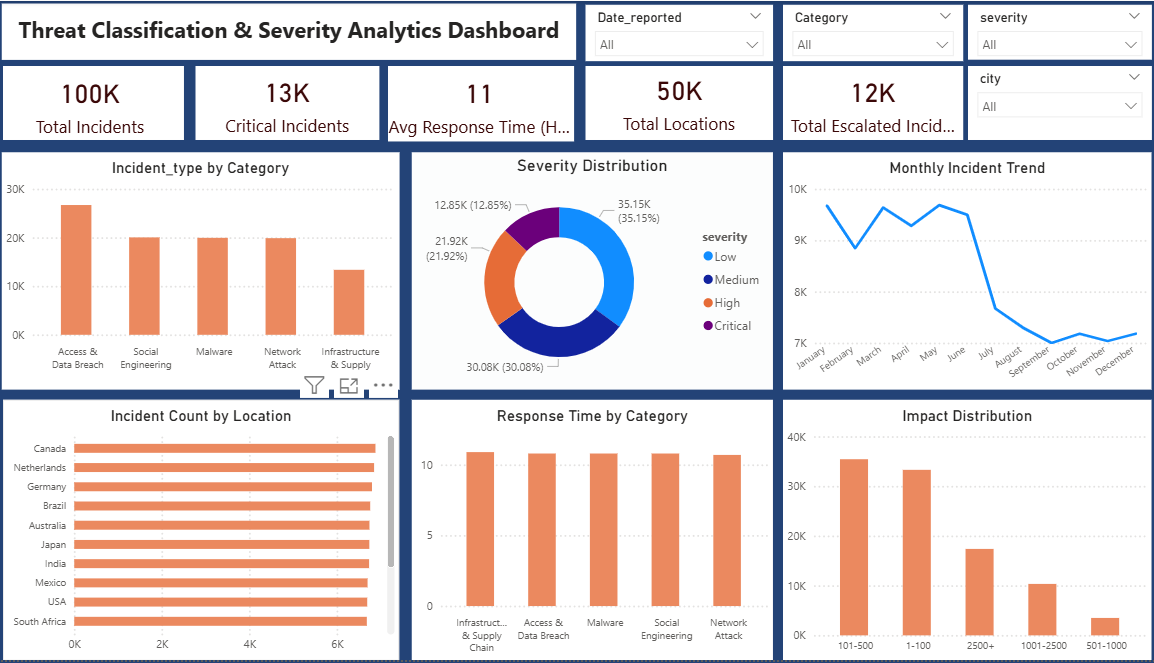 Threat Classification & Severity Analytics Dashboard
Date_reported
All
Category
All
severity
All
city
All
100K
Total Incidents
13K
Critical Incidents
11
Avg Response Time (H...
50K
Total Locations
12K
Total Escalated Incid...
Incident_type by Category
30K
20K
10K
0K
Access &
Data Breach
Social
Engineering
Malware
Network
Attack
Infrastructure
& Supply
Severity Distribution
12.85K (12.85%)
35.15K
(35.15%)
21.92K
(21.92%)
30.08K (30.08%)
severity
Low
Medium
High
Critical
Monthly Incident Trend
10K
9K
8K
7K
January
February
March
April
May
June
July
August
September
October
November
December
Incident Count by Location
Canada
Netherlands
Germany
Brazil
Australia
Japan
India
Mexico
USA
South Africa
0K
2K
4K
6K
Response Time by Category
10
5
0
Infrastruct...
& Supply
Chain
Access &
Data Breach
Malware
Social
Engineering
Network
Attack
Impact Distribution
40K
30K
20K
10K
0K
101-500
1-100
2500+
1001-2500
501-1000